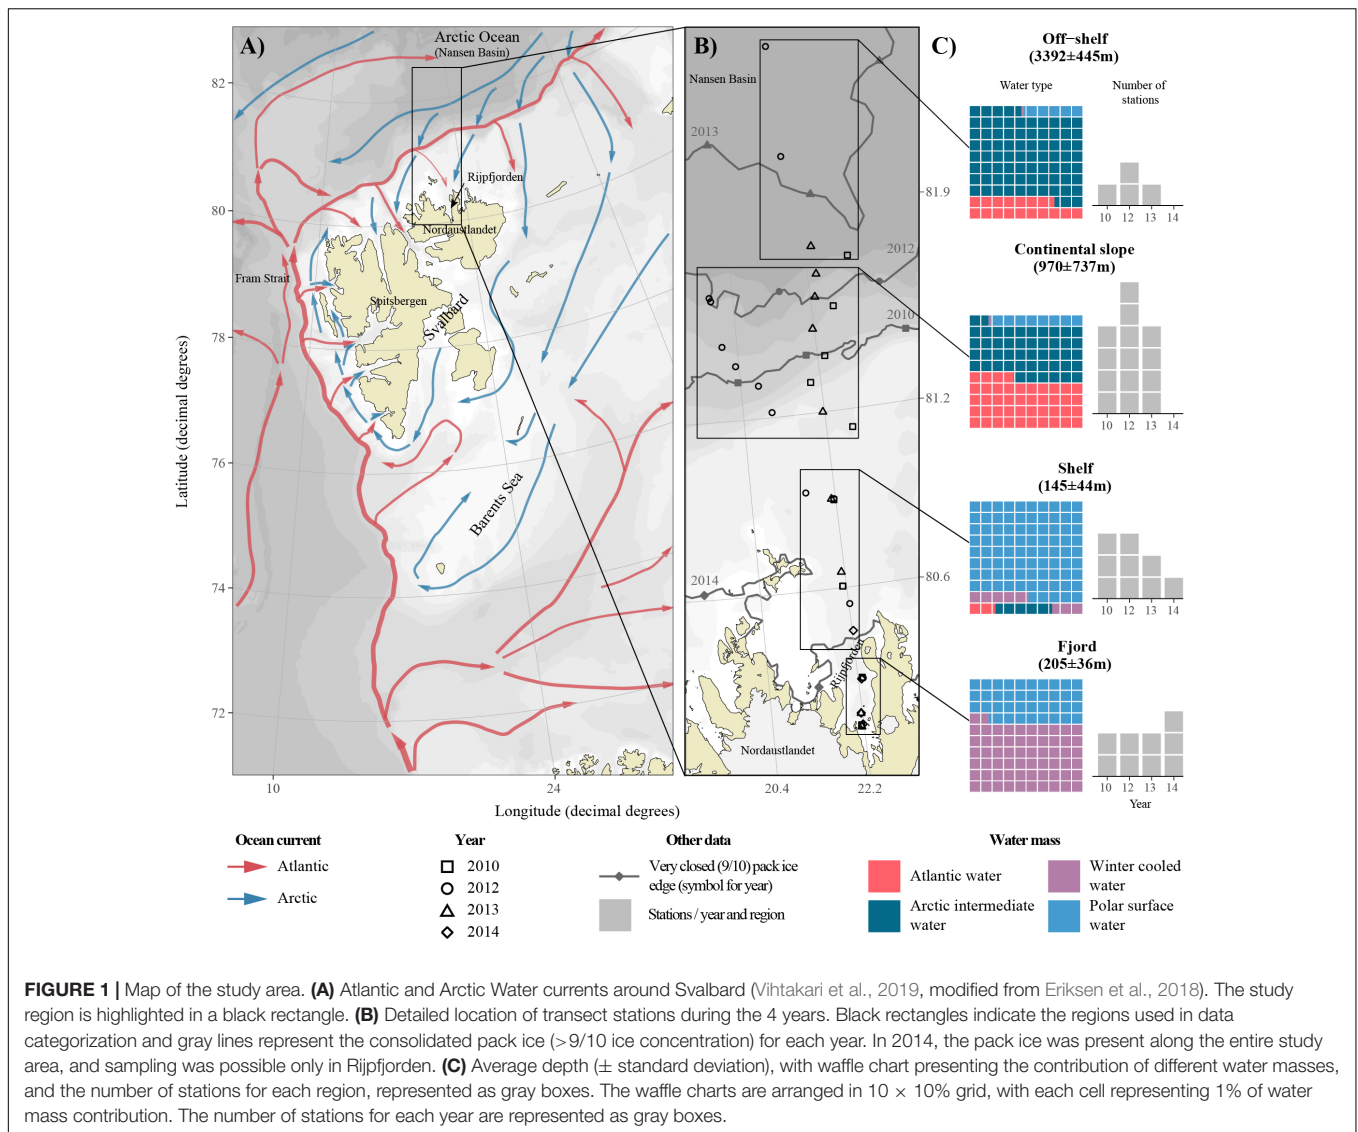 A)
Arctic Ocean
(Nansen Basin)
82
80
78
76
74
72
Latitude (decimal degrees)
Rijpfjorden
Nordaustlandet
Fram Strait
Spitsbergen
Svalbard
Barents Sea
10
24
Longitude (decimal degrees)
B)
Nansen Basin
2013
81.9
2012
2010
81.2
2014
80.6
Rijpfjorden
Nordaustlandet
20.4
22.2
C)
Off−shelf
(3392±445m)
Water type
Number of
stations
10 12 13 14
Continental slope
(970±737m)
10 12 13 14
Shelf
(145±44m)
10 12 13 14
Fjord
(205±36m)
10 12 13 14
Year
Ocean current
Atlantic
Arctic
Year
2010
2012
2013
2014
Other data
Very closed (9/10) pack ice
edge (symbol for year)
Stations / year and region
Water mass
Atlantic water
Arctic intermediate
water
Winter cooled
water
Polar surface
water
FIGURE 1 | Map of the study area. (A) Atlantic and Arctic Water currents around Svalbard (Vihtakari et al., 2019, modified from Eriksen et al., 2018). The study
region is highlighted in a black rectangle. (B) Detailed location of transect stations during the 4 years. Black rectangles indicate the regions used in data
categorization and gray lines represent the consolidated pack ice (>9/10 ice concentration) for each year. In 2014, the pack ice was present along the entire study
area, and sampling was possible only in Rijpfjorden. (C) Average depth (± standard deviation), with waffle chart presenting the contribution of different water masses,
and the number of stations for each region, represented as gray boxes. The waffle charts are arranged in 10 × 10% grid, with each cell representing 1% of water
mass contribution. The number of stations for each year are represented as gray boxes.